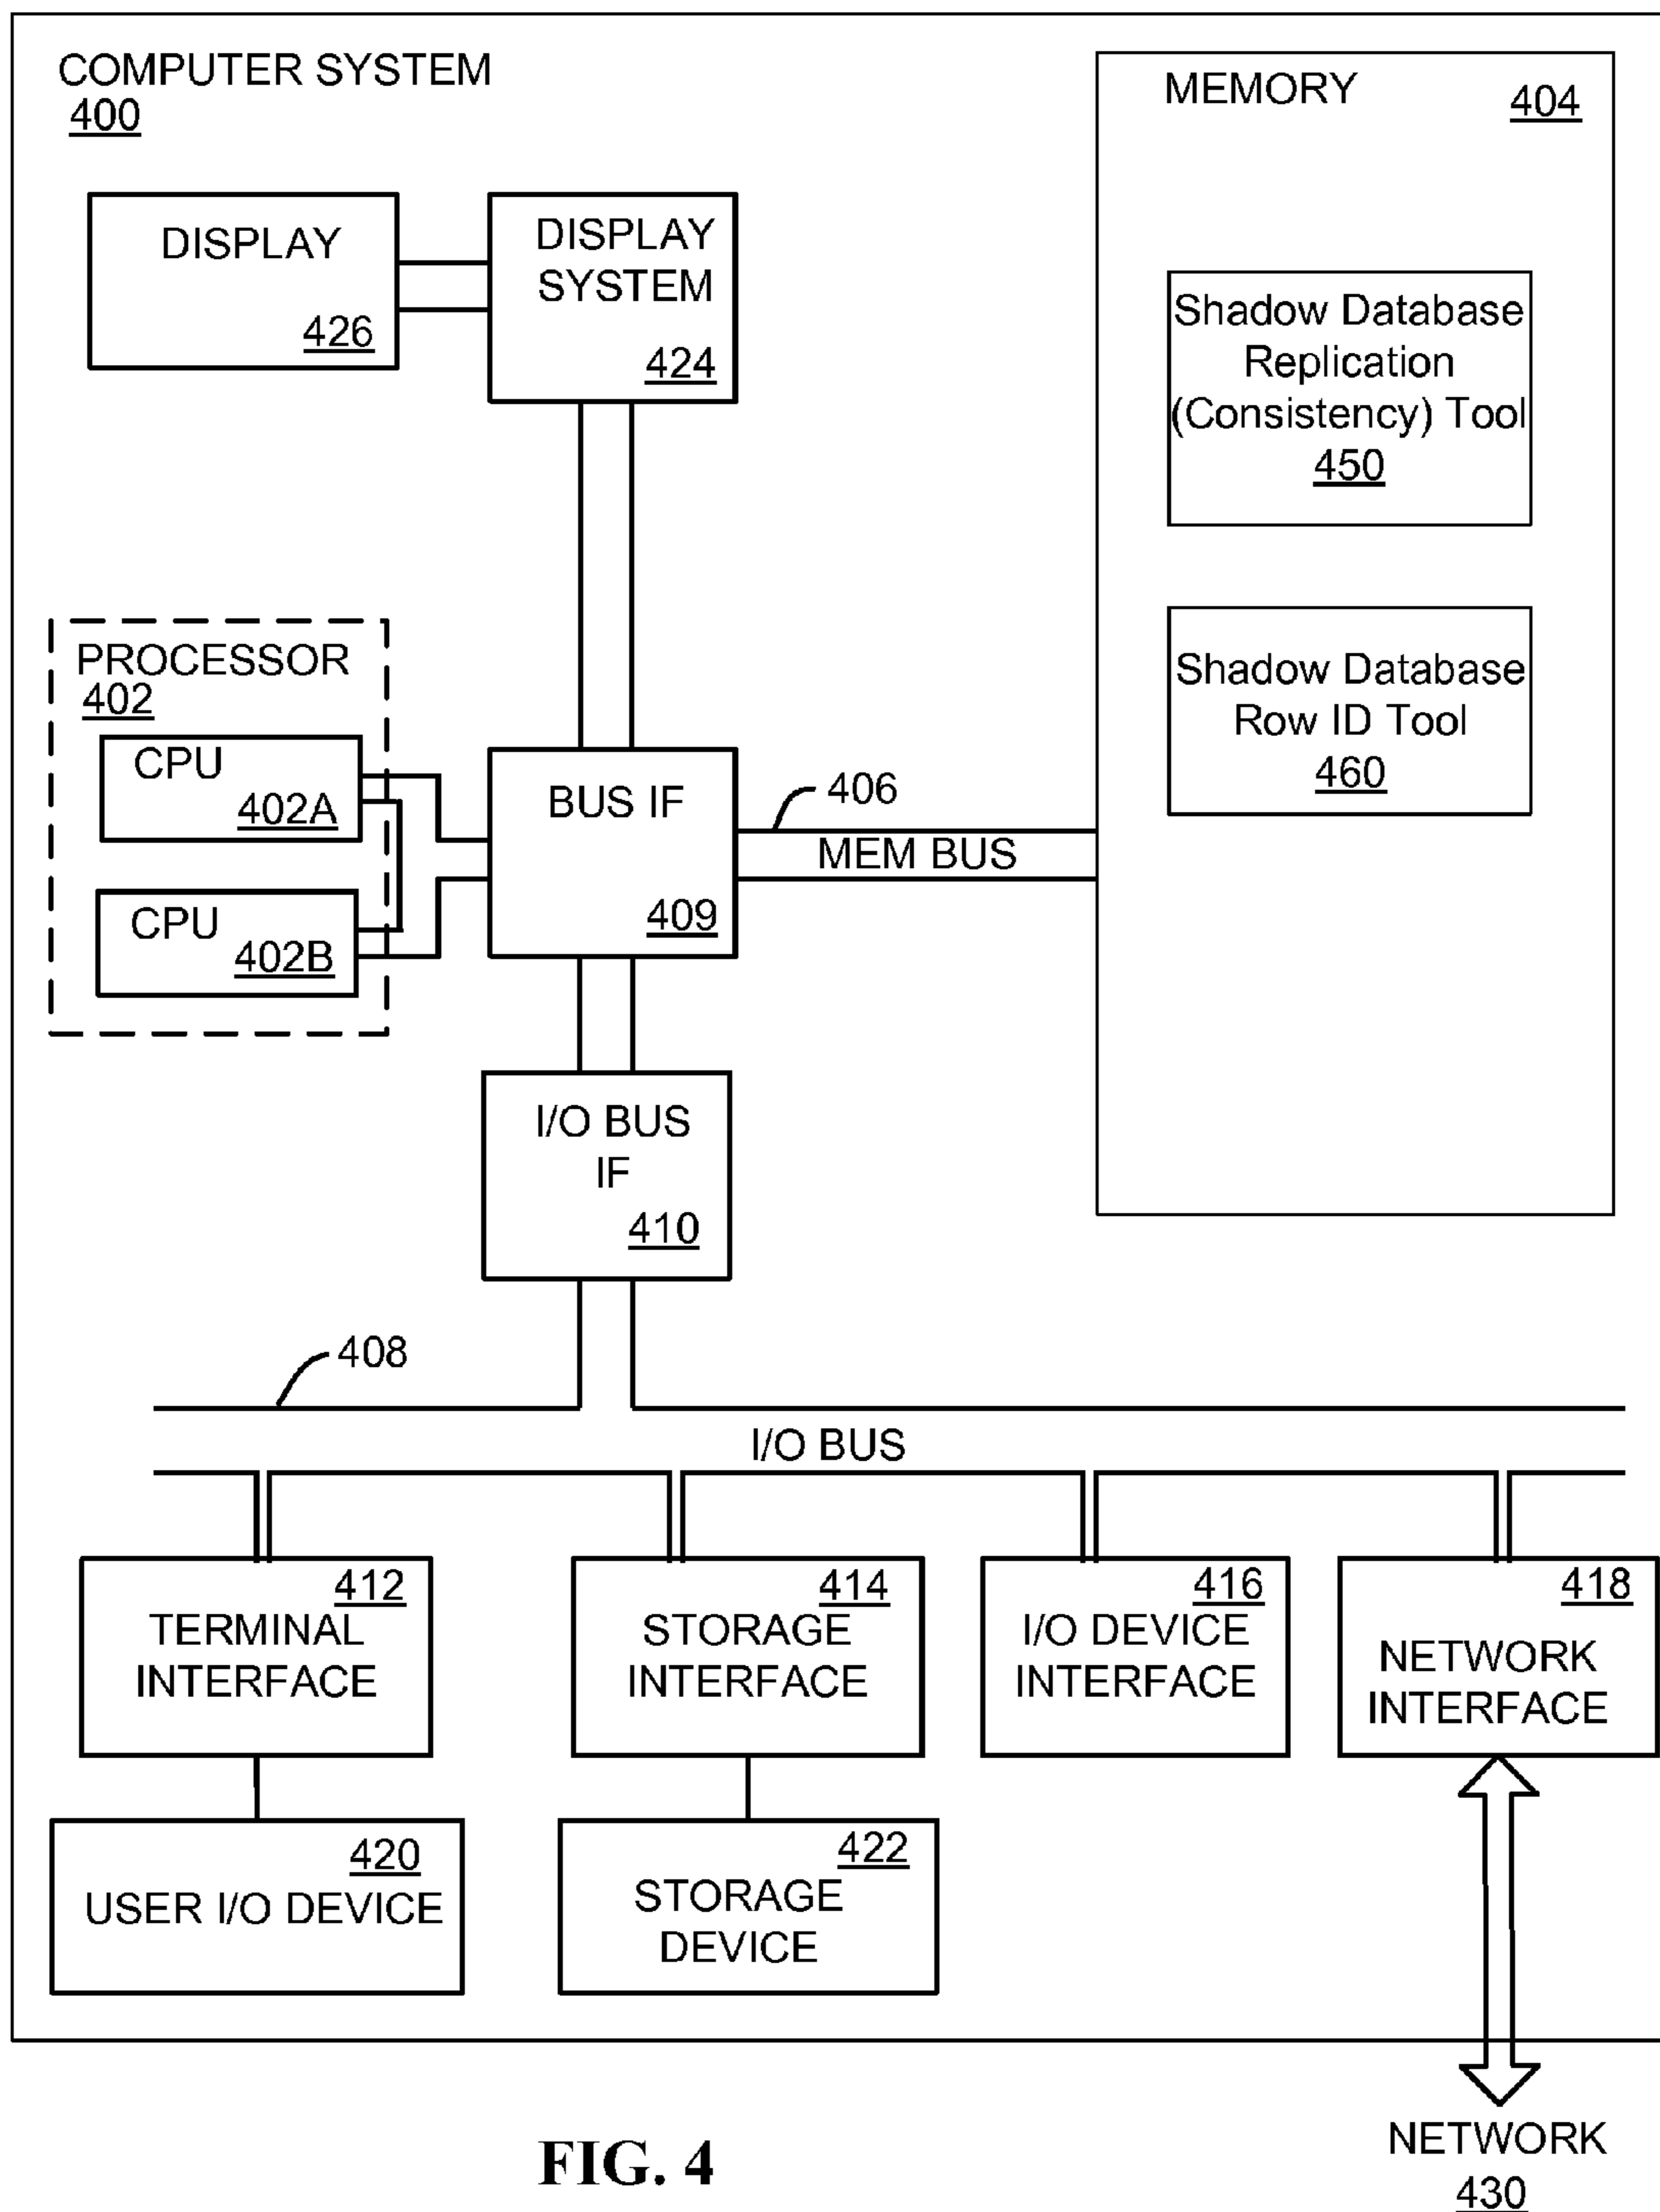 COMPUTER SYSTEM
400
MEMORY
404
DISPLAY
426
DISPLAY
SYSTEM
424
Shadow Database
Replication
(Consistency) Tool
450
Shadow Database
Row ID Tool
460
PROCESSOR
402
CPU
402A
CPU
402B
BUS IF
409
406
MEM BUS
I/O BUS
IF
410
408
I/O BUS
412
TERMINAL
INTERFACE
414
STORAGE
INTERFACE
416
I/O DEVICE
INTERFACE
418
NETWORK
INTERFACE
420
USER I/O DEVICE
422
STORAGE
DEVICE
NETWORK
430
FIG. 4